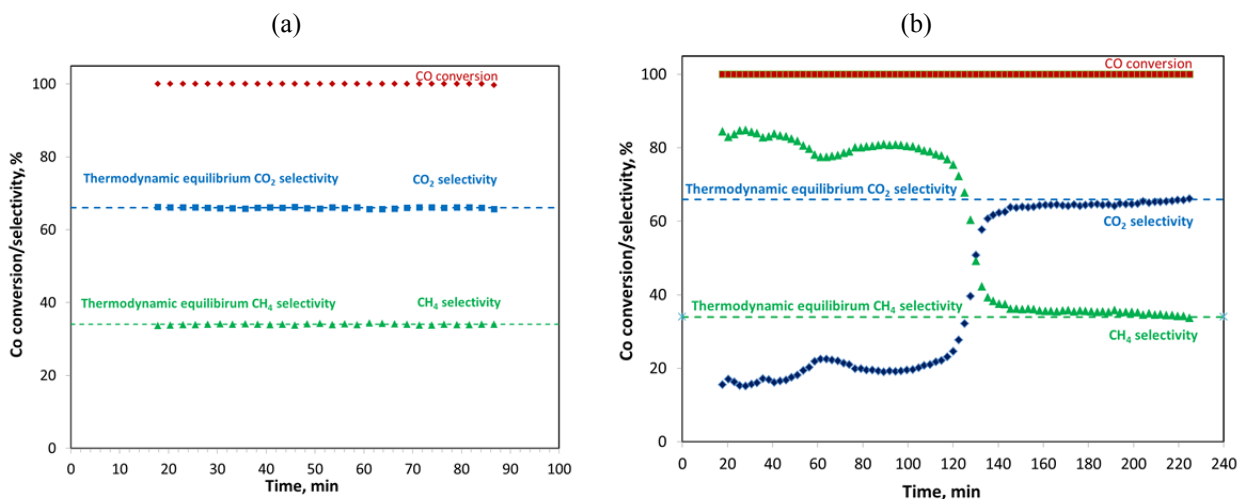 (a)
(b)
Co conversion/selectivity, %
100
80
60
40
20
0
CO conversion
Thermodynamic equilibrium CO₂ selectivity
CO₂ selectivity
Thermodynamic equilibirum CH₄ selectivity
CH₄ selectivity
0 10 20 30 40 50 60 70 80 90 100
Time, min
Co conversion/selectivity, %
100
80
60
40
20
0
CO conversion
Thermodynamic equilibrium CO₂ selectivity
CO₂ selectivity
Thermodynamic equilibirum CH₄ selectivity
CH₄ selectivity
0 20 40 60 80 100 120 140 160 180 200 220 240
Time, min